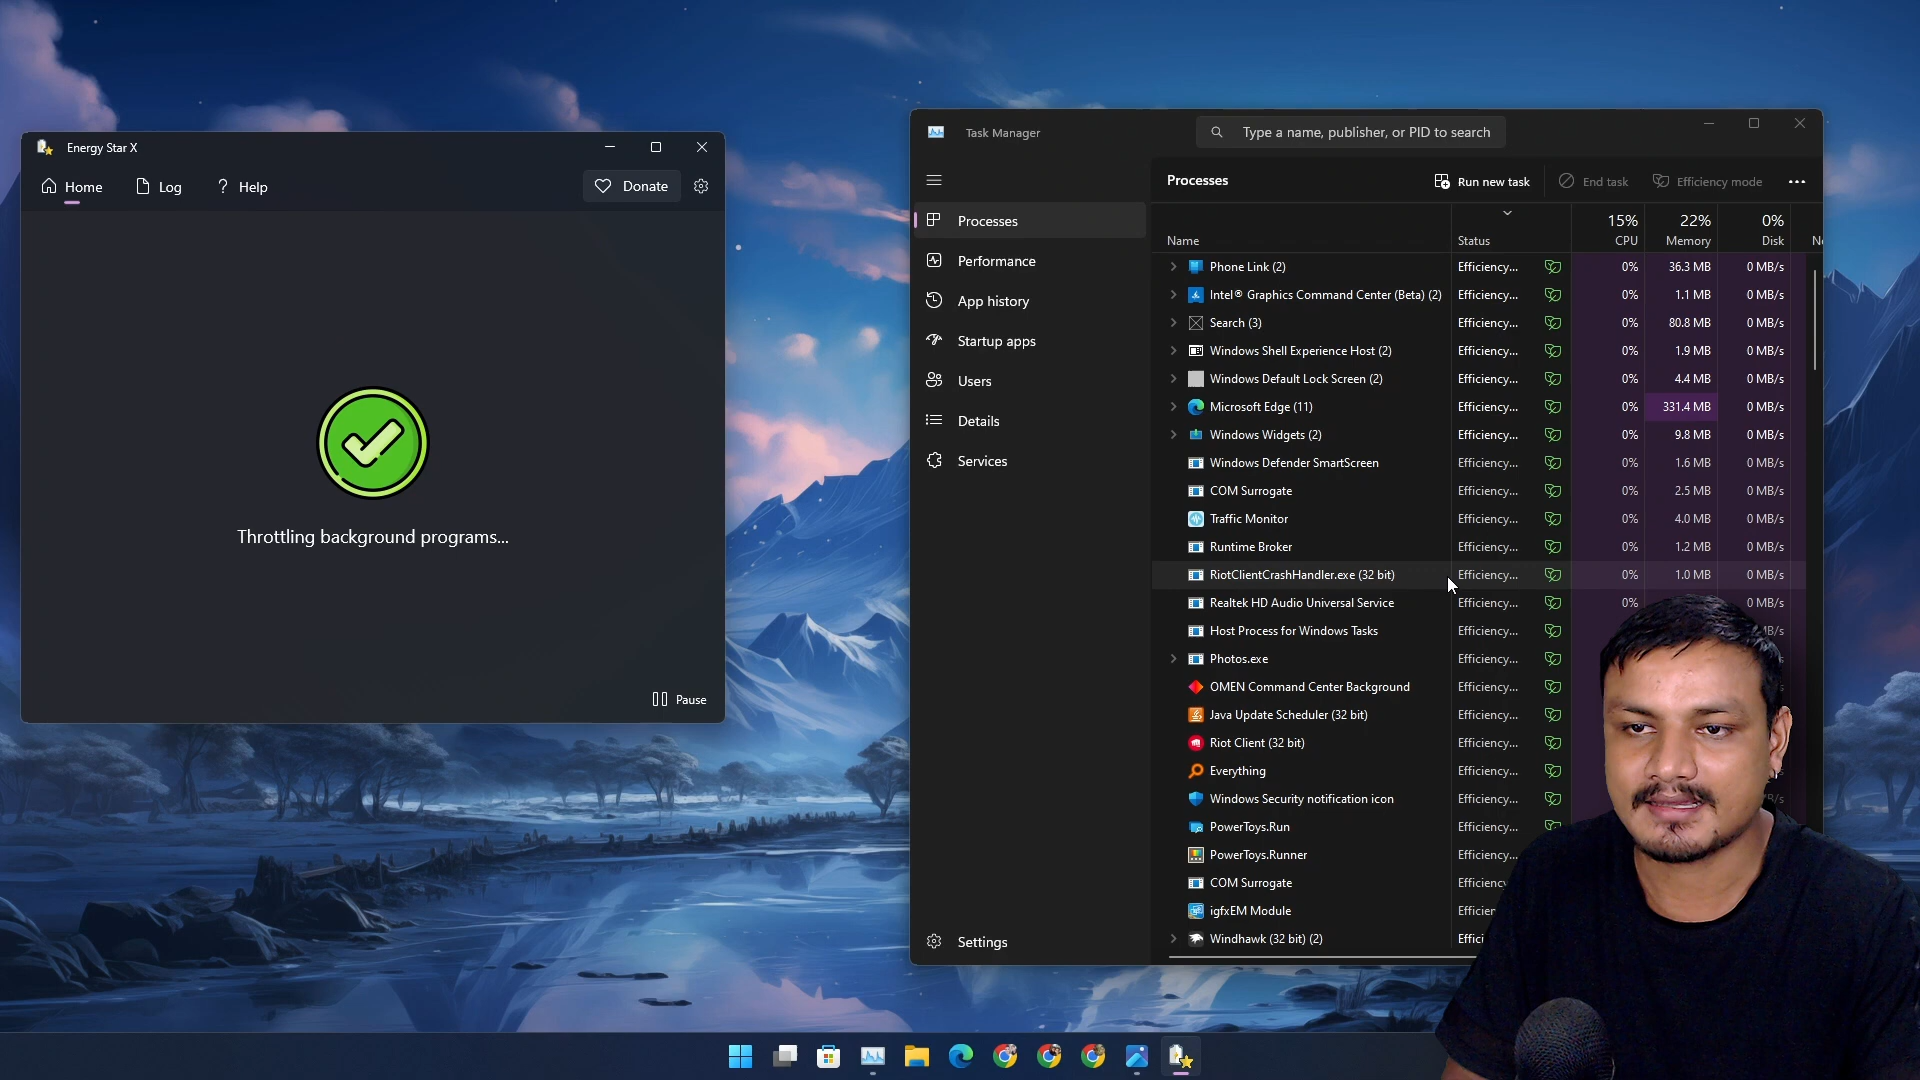 Energy Star X
Home
Log
? Help
Donate
Throttling background programs...
Pause
Task Manager
Type a name, publisher, or PID to search
Processes
Run new task
End task
Efficiency mode
Processes
Performance
App history
Startup apps
Users
Details
Services
Settings
15% 22% 0%
Name Status CPU Memory Disk
Phone Link (2) Efficiency... 0% 36.3 MB 0 MB/s
Intel® Graphics Command Center (Beta) (2) Efficiency... 0% 1.1 MB 0 MB/s
Search (3) Efficiency... 0% 80.8 MB 0 MB/s
Windows Shell Experience Host (2) Efficiency... 0% 1.9 MB 0 MB/s
Windows Default Lock Screen (2) Efficiency... 0% 4.4 MB 0 MB/s
Microsoft Edge (11) Efficiency... 0% 331.4 MB 0 MB/s
Windows Widgets (2) Efficiency... 0% 9.8 MB 0 MB/s
Windows Defender SmartScreen Efficiency... 0% 1.6 MB 0 MB/s
COM Surrogate Efficiency... 0% 2.5 MB 0 MB/s
Traffic Monitor Efficiency... 0% 4.0 MB 0 MB/s
Runtime Broker Efficiency... 0% 1.2 MB 0 MB/s
RiotClientCrashHandler.exe (32 bit) Efficiency... 0% 1.0 MB 0 MB/s
Realtek HD Audio Universal Service Efficiency... 0% 0 MB/s
Host Process for Windows Tasks Efficiency...
Photos.exe Efficiency...
OMEN Command Center Background Efficiency...
Java Update Scheduler (32 bit) Efficiency...
Riot Client (32 bit) Efficiency...
Everything Efficiency...
Windows Security notification icon Efficiency...
PowerToys.Run Efficiency...
PowerToys.Runner Efficiency...
COM Surrogate
igfxEM Module
Windhawk (32 bit) (2)